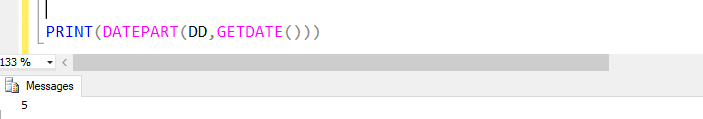 PRINT(DATEPART(DD,GETDATE()))
133 %
Messages
5